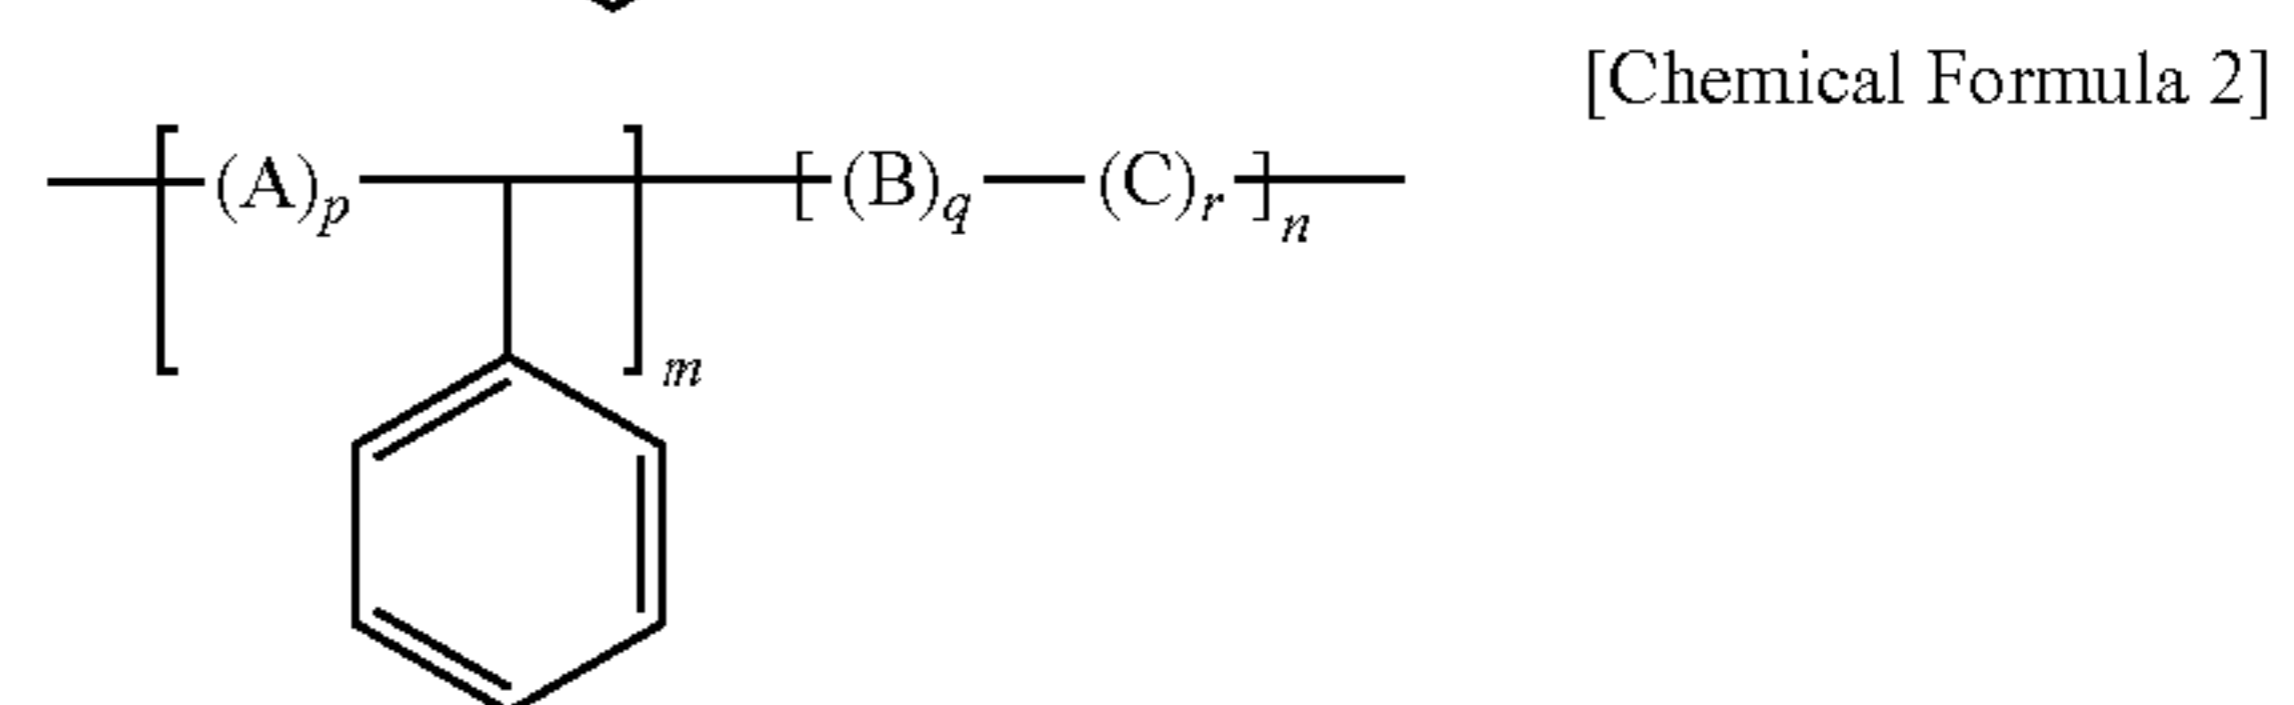 [Chemical Formula 2]
[(A)p ]m [(B)q—(C)r]n